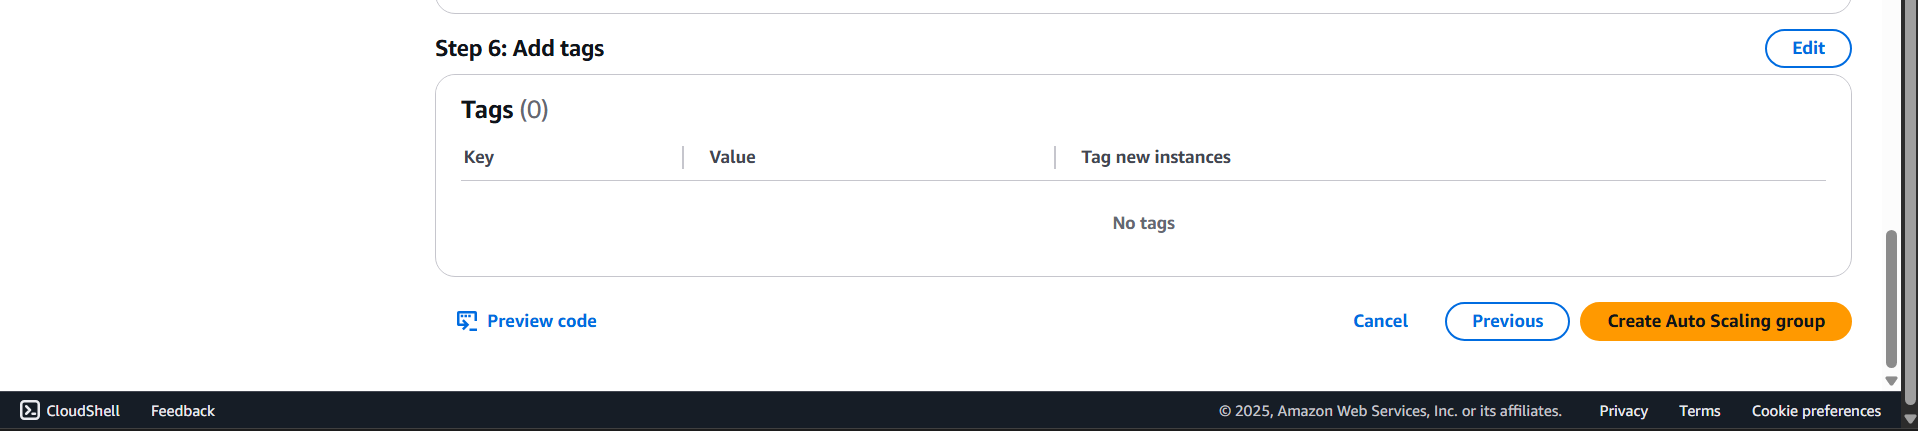 Step 6: Add tags
Edit
Tags (0)
Key Value Tag new instances
No tags
Preview code
Cancel Previous Create Auto Scaling group
CloudShell Feedback © 2025, Amazon Web Services, Inc. or its affiliates. Privacy Terms Cookie preferences